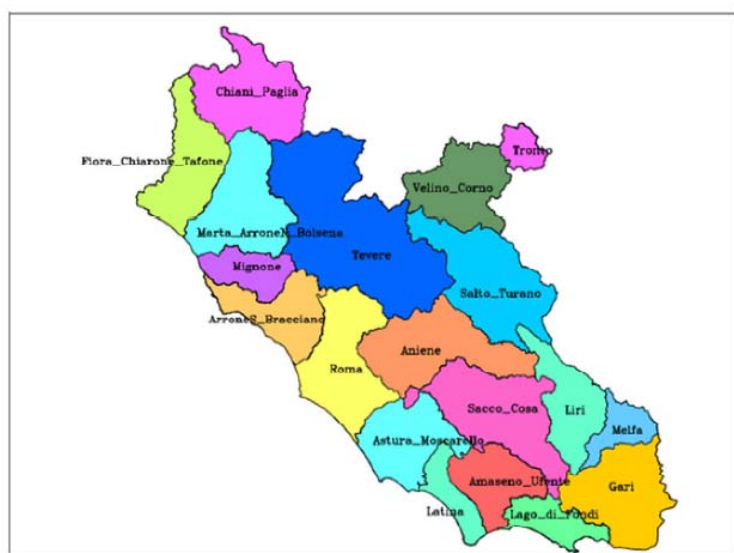 Chiani_Paglia
Tronto
Fiora_Chiarone_Tafone
Velino_Corno
Marta_ArroneN_Bolsena
Tevere
Mignone
Salto_Turano
ArroneS_Bracciano
Aniene
Roma
Sacco_Cosa
Liri
Melfa
Astura_Moscarello
Amaseno_Ufente
Gari
Latina
Lago_di_Fondi